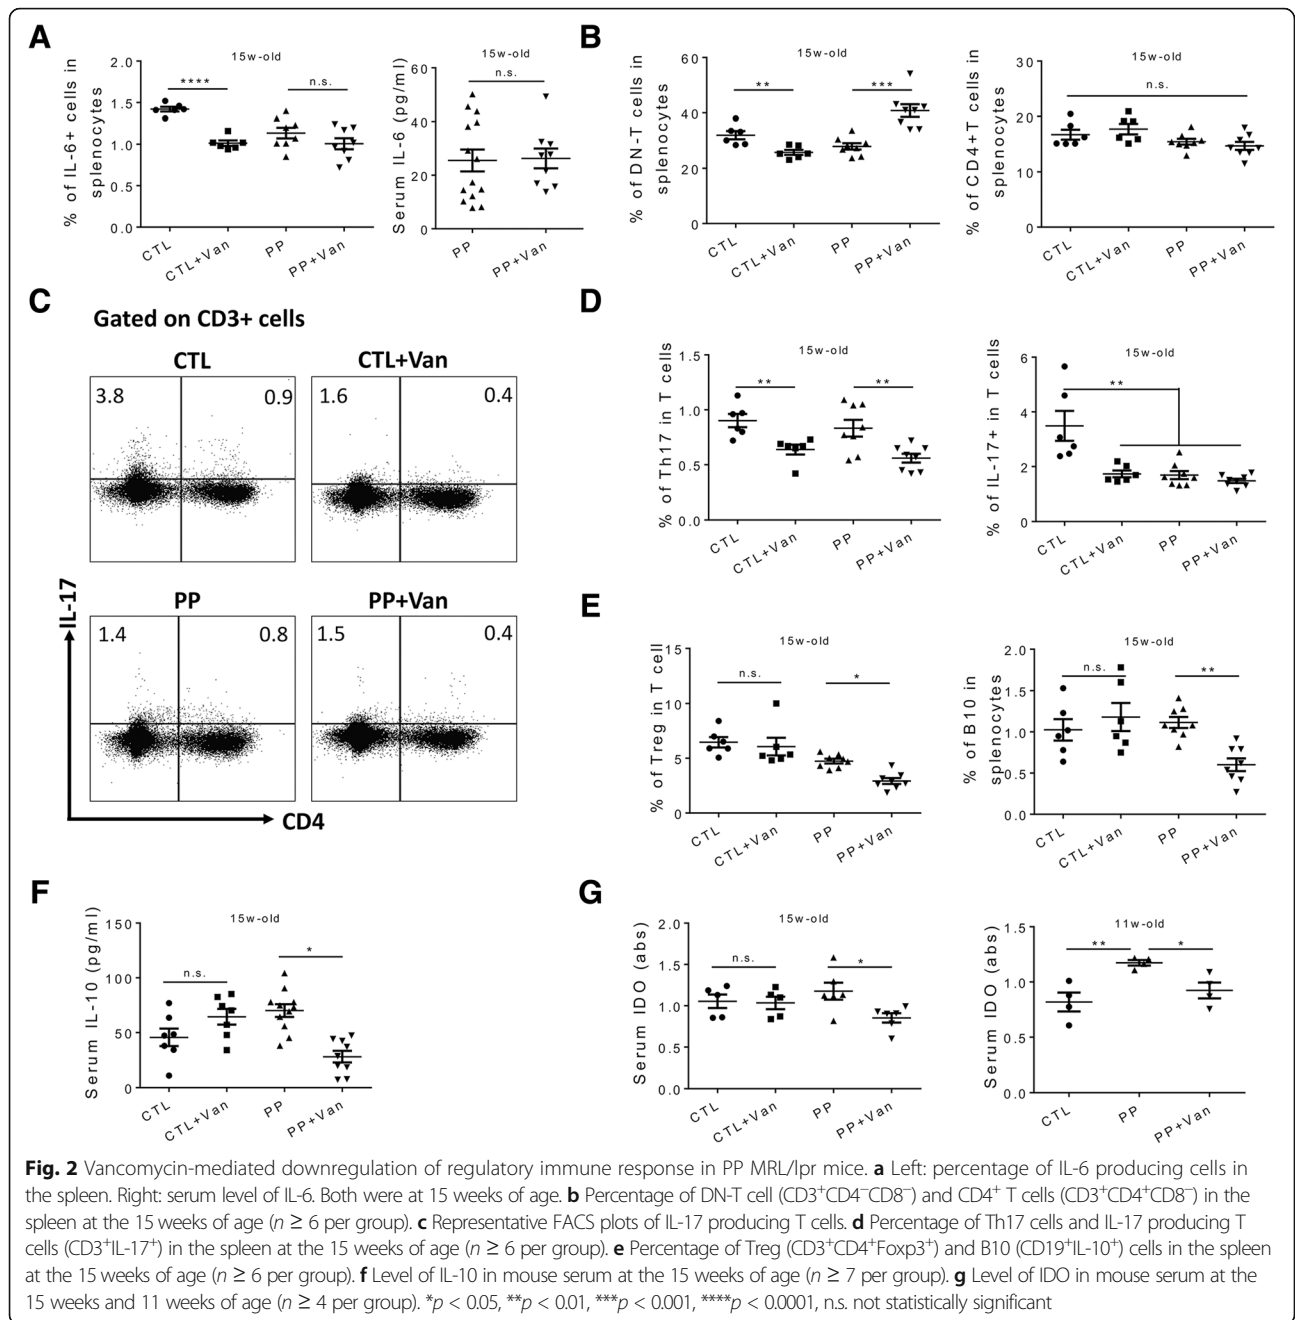 A
15w-old
% of IL-6+ cells in
splenocytes
2.0
1.5
1.0
0.5
0.0
****
n.s.
CTL
CTL+Van
PP
PP+Van
15w-old
Serum IL-6 (pg/ml)
60
40
20
0
n.s.
PP
PP+Van
B
15w-old
% of DN-T cells in
splenocytes
60
40
20
0
**
***
CTL
CTL+Van
PP
PP+Van
15w-old
% of CD4+T cells in
splenocytes
30
20
10
0
n.s.
CTL
CTL+Van
PP
PP+Van
C
Gated on CD3+ cells
CTL
CTL+Van
3.8
0.9
1.6
0.4
PP
PP+Van
1.4
0.8
1.5
0.4
IL-17
CD4
D
15w-old
% of Th17 in T cells
1.5
1.0
0.5
0.0
**
**
CTL
CTL+Van
PP
PP+Van
15w-old
% of IL-17+ in T cells
6
4
2
0
**
CTL
CTL+Van
PP
PP+Van
E
15w-old
% of Treg in T cell
15
10
5
0
n.s.
*
CTL
CTL+Van
PP
PP+Van
15w-old
% of B10 in
splenocytes
2.0
1.5
1.0
0.5
0.0
n.s.
**
CTL
CTL+Van
PP
PP+Van
F
15w-old
Serum IL-10 (pg/ml)
150
100
50
0
n.s.
*
CTL
CTL+Van
PP
PP+Van
G
15w-old
Serum IDO (abs)
2.0
1.5
1.0
0.5
0.0
n.s.
*
CTL
CTL+Van
PP
PP+Van
11w-old
Serum IDO (abs)
1.5
1.0
0.5
0.0
**
*
CTL
PP
PP+Van
Fig. 2 Vancomycin-mediated downregulation of regulatory immune response in PP MRL/lpr mice. a Left: percentage of IL-6 producing cells in
the spleen. Right: serum level of IL-6. Both were at 15 weeks of age. b Percentage of DN-T cell (CD3⁺CD4⁻CD8⁻) and CD4⁺ T cells (CD3⁺CD4⁺CD8⁻) in the
spleen at the 15 weeks of age (n ≥ 6 per group). c Representative FACS plots of IL-17 producing T cells. d Percentage of Th17 cells and IL-17 producing T
cells (CD3⁺IL-17⁺) in the spleen at the 15 weeks of age (n ≥ 6 per group). e Percentage of Treg (CD3⁺CD4⁺Foxp3⁺) and B10 (CD19⁺IL-10⁺) cells in the spleen
at the 15 weeks of age (n ≥ 6 per group). f Level of IL-10 in mouse serum at the 15 weeks of age (n ≥ 7 per group). g Level of IDO in mouse serum at the
15 weeks and 11 weeks of age (n ≥ 4 per group). *p < 0.05, **p < 0.01, ***p < 0.001, ****p < 0.0001, n.s. not statistically significant